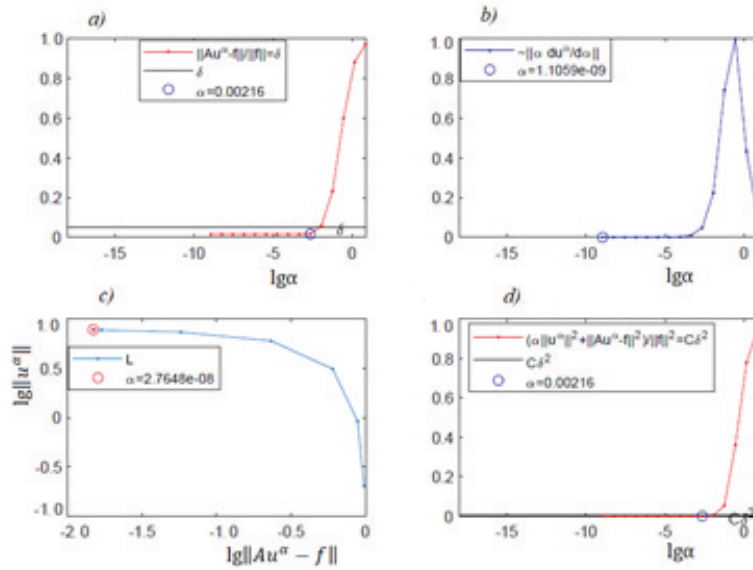 a)
||Au^α-f||/||f||=δ
δ
α=0.00216
1.0
0.8
0.6
0.4
0.2
0
δ
-15
-10
-5
0
lgα
b)
~||α du^α/dα||
α=1.1059e-09
1.0
0.8
0.6
0.4
0.2
0
-15
-10
-5
0
lgα
c)
lg||u^α||
1.0
0.5
0
-0.5
-1.0
L
α=2.7648e-08
-2.0
-1.5
-1.0
-0.5
0
lg||Au^α − f||
d)
(α||u^α||²+||Au^α-f||²)/||f||²=Cδ²
Cδ²
α=0.00216
1.0
0.8
0.6
0.4
0.2
0
Cδ²
-15
-10
-5
0
lgα